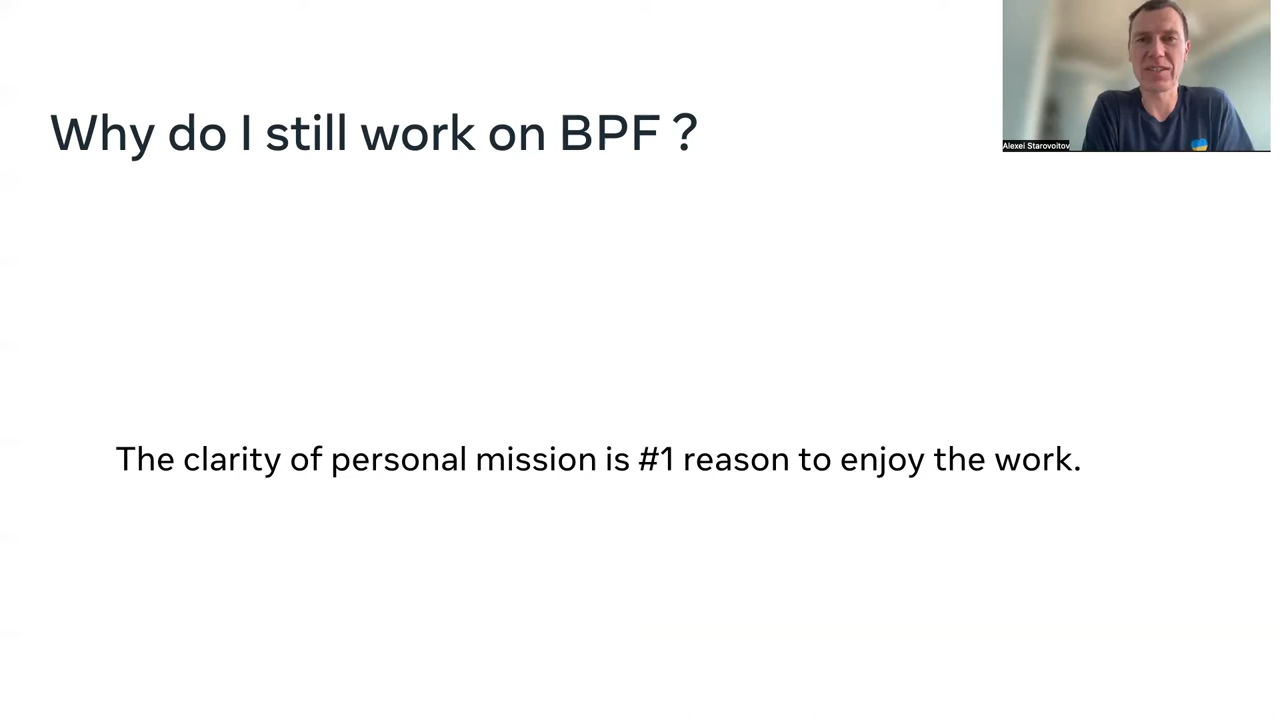 Why do I still work on BPF ?
Alexei Starovoitov
The clarity of personal mission is #1 reason to enjoy the work.